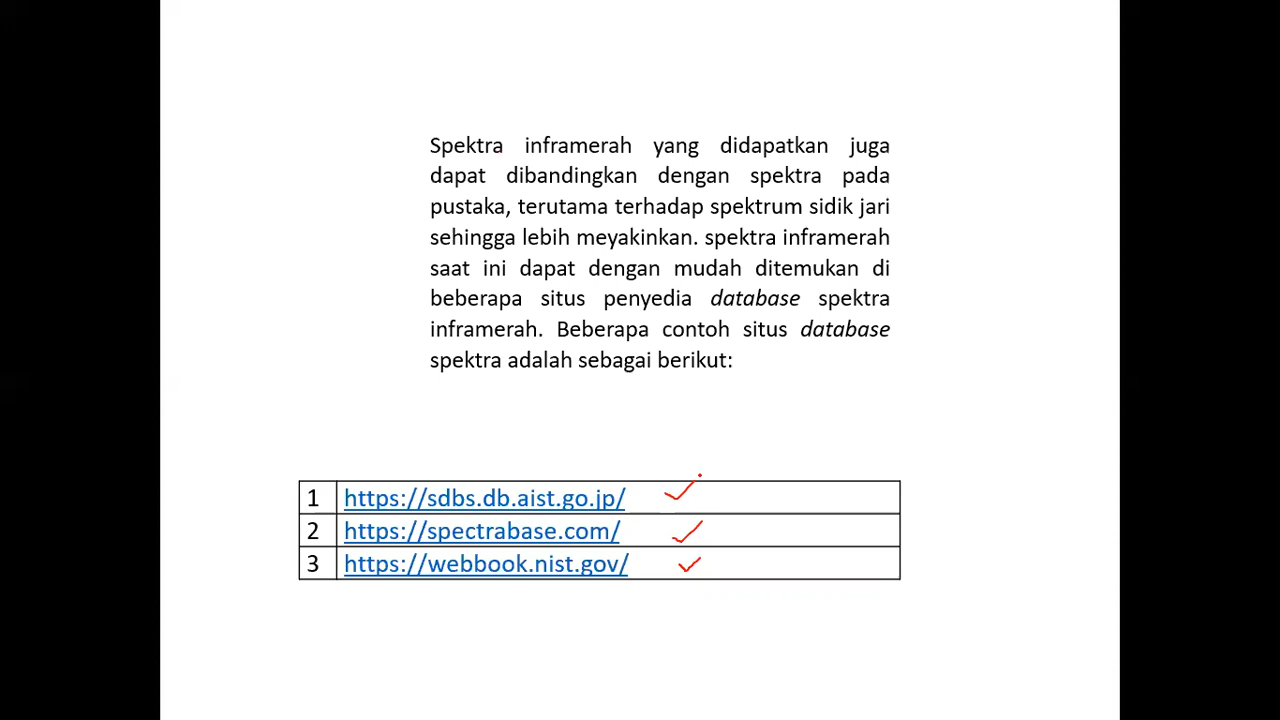 Spektra inframerah yang didapatkan juga
dapat dibandingkan dengan spektra pada
pustaka, terutama terhadap spektrum sidik jari
sehingga lebih meyakinkan. spektra inframerah
saat ini dapat dengan mudah ditemukan di
beberapa situs penyedia database spektra
inframerah. Beberapa contoh situs database
spektra adalah sebagai berikut:
1 https://sdbs.db.aist.go.jp/
2 https://spectrabase.com/
3 https://webbook.nist.gov/